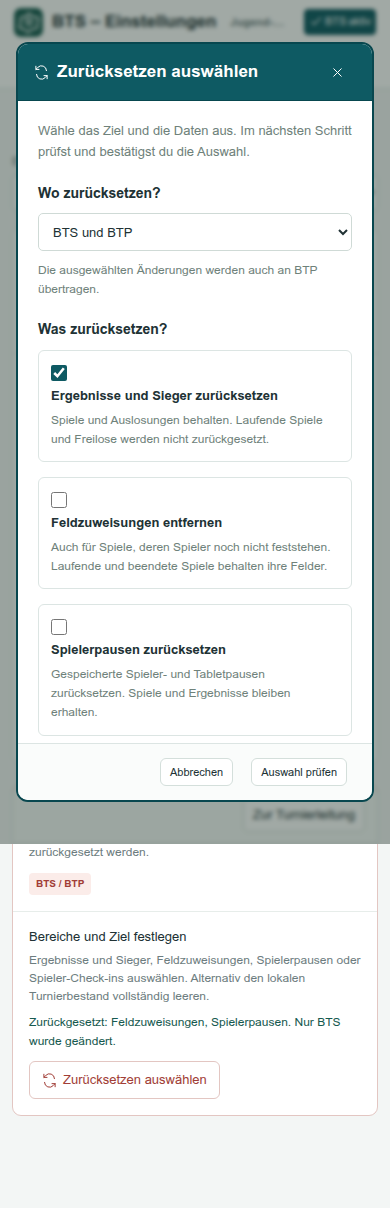 BTS – Einstellungen
Jugend-...
BTS aktiv
Zurücksetzen auswählen
Wähle das Ziel und die Daten aus. Im nächsten Schritt
prüfst und bestätigst du die Auswahl.
Wo zurücksetzen?
BTS und BTP
Die ausgewählten Änderungen werden auch an BTP
übertragen.
Was zurücksetzen?
Ergebnisse und Sieger zurücksetzen
Spiele und Auslosungen behalten. Laufende Spiele
und Freilose werden nicht zurückgesetzt.
Feldzuweisungen entfernen
Auch für Spiele, deren Spieler noch nicht feststehen.
Laufende und beendete Spiele behalten ihre Felder.
Spielerpausen zurücksetzen
Gespeicherte Spieler- und Tabletpausen
zurücksetzen. Spiele und Ergebnisse bleiben
erhalten.
Abbrechen
Auswahl prüfen
Zur Turnierleitung
zurückgesetzt werden.
BTS / BTP
Bereiche und Ziel festlegen
Ergebnisse und Sieger, Feldzuweisungen, Spielerpausen oder
Spieler-Check-ins auswählen. Alternativ den lokalen
Turnierbestand vollständig leeren.
Zurückgesetzt: Feldzuweisungen, Spielerpausen. Nur BTS
wurde geändert.
Zurücksetzen auswählen